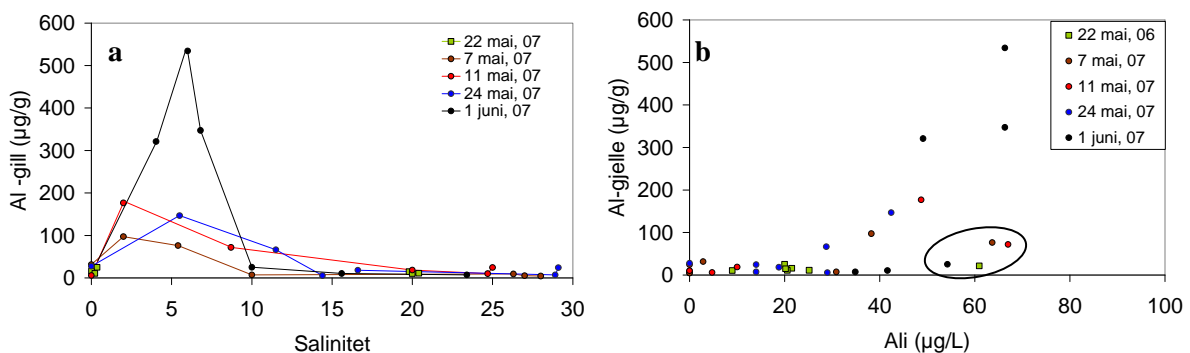 a
Al -gill (µg/g)
600
500
400
300
200
100
0
0 5 10 15 20 25 30
Salinitet
22 mai, 07
7 mai, 07
11 mai, 07
24 mai, 07
1 juni, 07
b
Al-gjelle (µg/g)
600
500
400
300
200
100
0
0 20 40 60 80 100
Ali (µg/L)
22 mai, 06
7 mai, 07
11 mai, 07
24 mai, 07
1 juni, 07